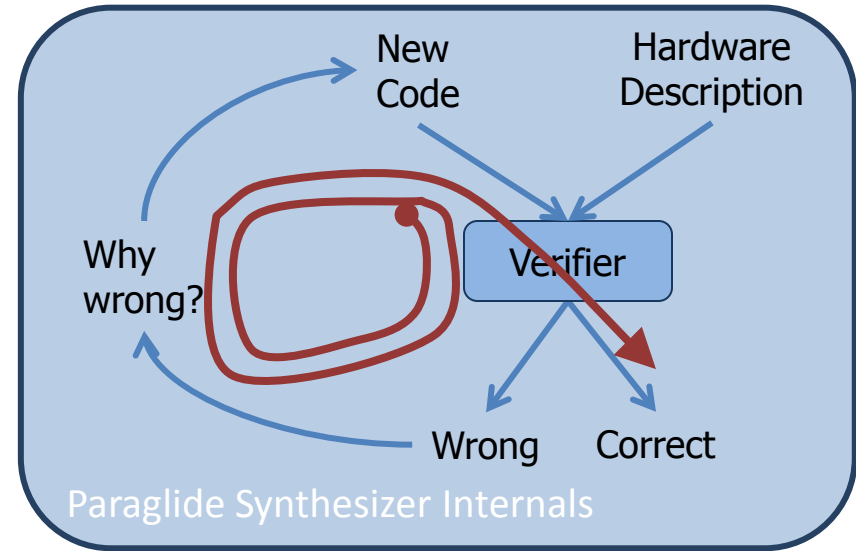 New
Code
Hardware
Description
Verifier
Why
wrong?
Wrong
Correct
Paraglide Synthesizer Internals